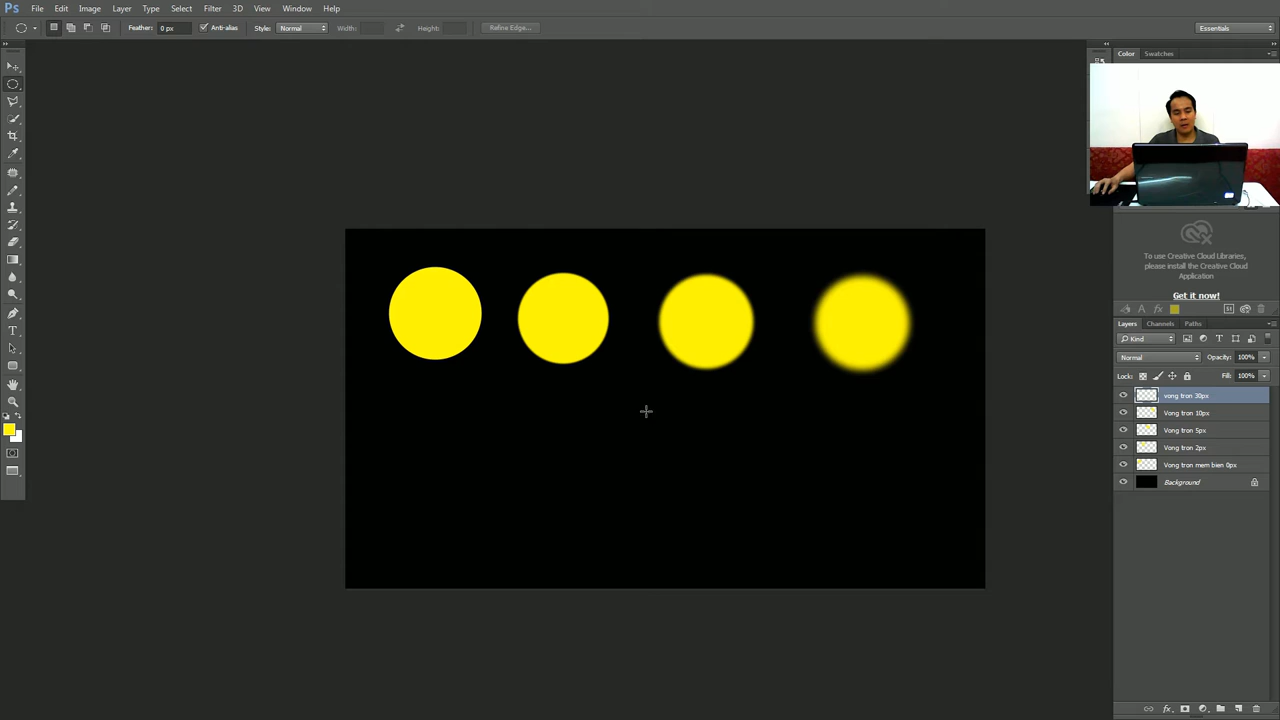 Ps File Edit Image Layer Type Select Filter 3D View Window Help
Feather: 0 px Anti-alias Style: Normal Width: Height: Refine Edge... Essentials
Color Swatches
To use Creative Cloud Libraries,
please install the Creative Cloud
Application
Get it now!
Layers Channels Paths
Kind
Normal Opacity: 100%
Lock: Fill: 100%
vong tron 30px
Vong tron 10px
Vong tron 5px
Vong tron 2px
Vong tron mem bien 0px
Background